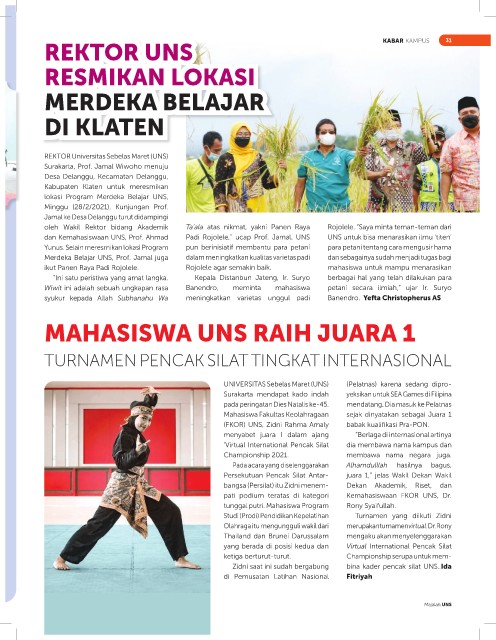 KABAR KAMPUS 31
REKTOR UNS
RESMIKAN LOKASI
MERDEKA BELAJAR
DI KLATEN
REKTOR Universitas Sebelas Maret (UNS)
Surakarta, Prof. Jamal Wiwoho menuju
Desa Delanggu, Kecamatan Delanggu,
Kabupaten Klaten untuk meresmikan
lokasi Program Merdeka Belajar UNS,
Minggu (28/2/2021). Kunjungan Prof.
Jamal ke Desa Delanggu turut didampingi
oleh Wakil Rektor bidang Akademik
dan Kemahasiswaan UNS, Prof. Ahmad
Yunus. Selain meresmikan lokasi Program
Merdeka Belajar UNS, Prof. Jamal juga
ikut Panen Raya Padi Rojolele.
"Ini satu peristiwa yang amat langka.
Wiwit ini adalah sebuah ungkapan rasa
syukur kepada Allah Subhanahu Wa
Ta'ala atas nikmat, yakni Panen Raya
Padi Rojolele," ucap Prof. Jamal. UNS
pun berinisiatif membantu para petani
dalam meningkatkan kualitas varietas padi
Rojolele agar semakin baik.
Kepala Distanbun Jateng, Ir. Suryo
Banendro, meminta mahasiswa
meningkatkan varietas unggul padi
Rojolele. "Saya minta teman-teman dari
UNS untuk bisa menarasikan ilmu 'titen'
para petani tentang cara mengusir hama
dan sebagainya sudah menjadi tugas bagi
mahasiswa untuk mampu menarasikan
berbagai hal yang telah dilakukan para
petani secara ilmiah," ujar Ir. Suryo
Banendro. Yefta Christopherus AS
MAHASISWA UNS RAIH JUARA 1
TURNAMEN PENCAK SILAT TINGKAT INTERNASIONAL
UNIVERSITAS Sebelas Maret (UNS)
Surakarta mendapat kado indah
pada peringatan Dies Natalis ke-45.
Mahasiswa Fakultas Keolahragaan
(FKOR) UNS, Zidni Rahma Amaly
menyabet juara I dalam ajang
'Virtual International Pencak Silat
Championship 2021.
Pada acara yang diselenggarakan
Persekutuan Pencak Silat Antar-
bangsa (Persilat) itu Zidni menem-
pati podium teratas di kategori
tunggal putri. Mahasiswa Program
Studi (Prodi) Pendidikan Kepelatihan
Olahraga itu mengungguli wakil dari
Thailand dan Brunei Darussalam
yang berada di posisi kedua dan
ketiga berturut-turut.
Zidni saat ini sudah bergabung
di Pemusatan Latihan Nasional
(Pelatnas) karena sedang dipro-
yeksikan untuk SEA Games di Filipina
mendatang. Dia masuk ke Pelatnas
sejak dinyatakan sebagai Juara 1
babak kualifikasi Pra-PON.
"Berlaga di internasional artinya
dia membawa nama kampus dan
membawa nama negara juga.
Alhamdulillah hasilnya bagus,
juara 1," jelas Wakil Dekan Wakil
Dekan Akademik, Riset, dan
Kemahasiswaan FKOR UNS, Dr.
Rony Syaifullah.
Turnamen yang diikuti Zidni
merupakan turnamen virtual. Dr Rony
mengaku akan menyelenggarakan
Virtual International Pencak Silat
Championship serupa untuk mem-
bina kader pencak silat UNS. Ida
Fitriyah
Majalah UNS